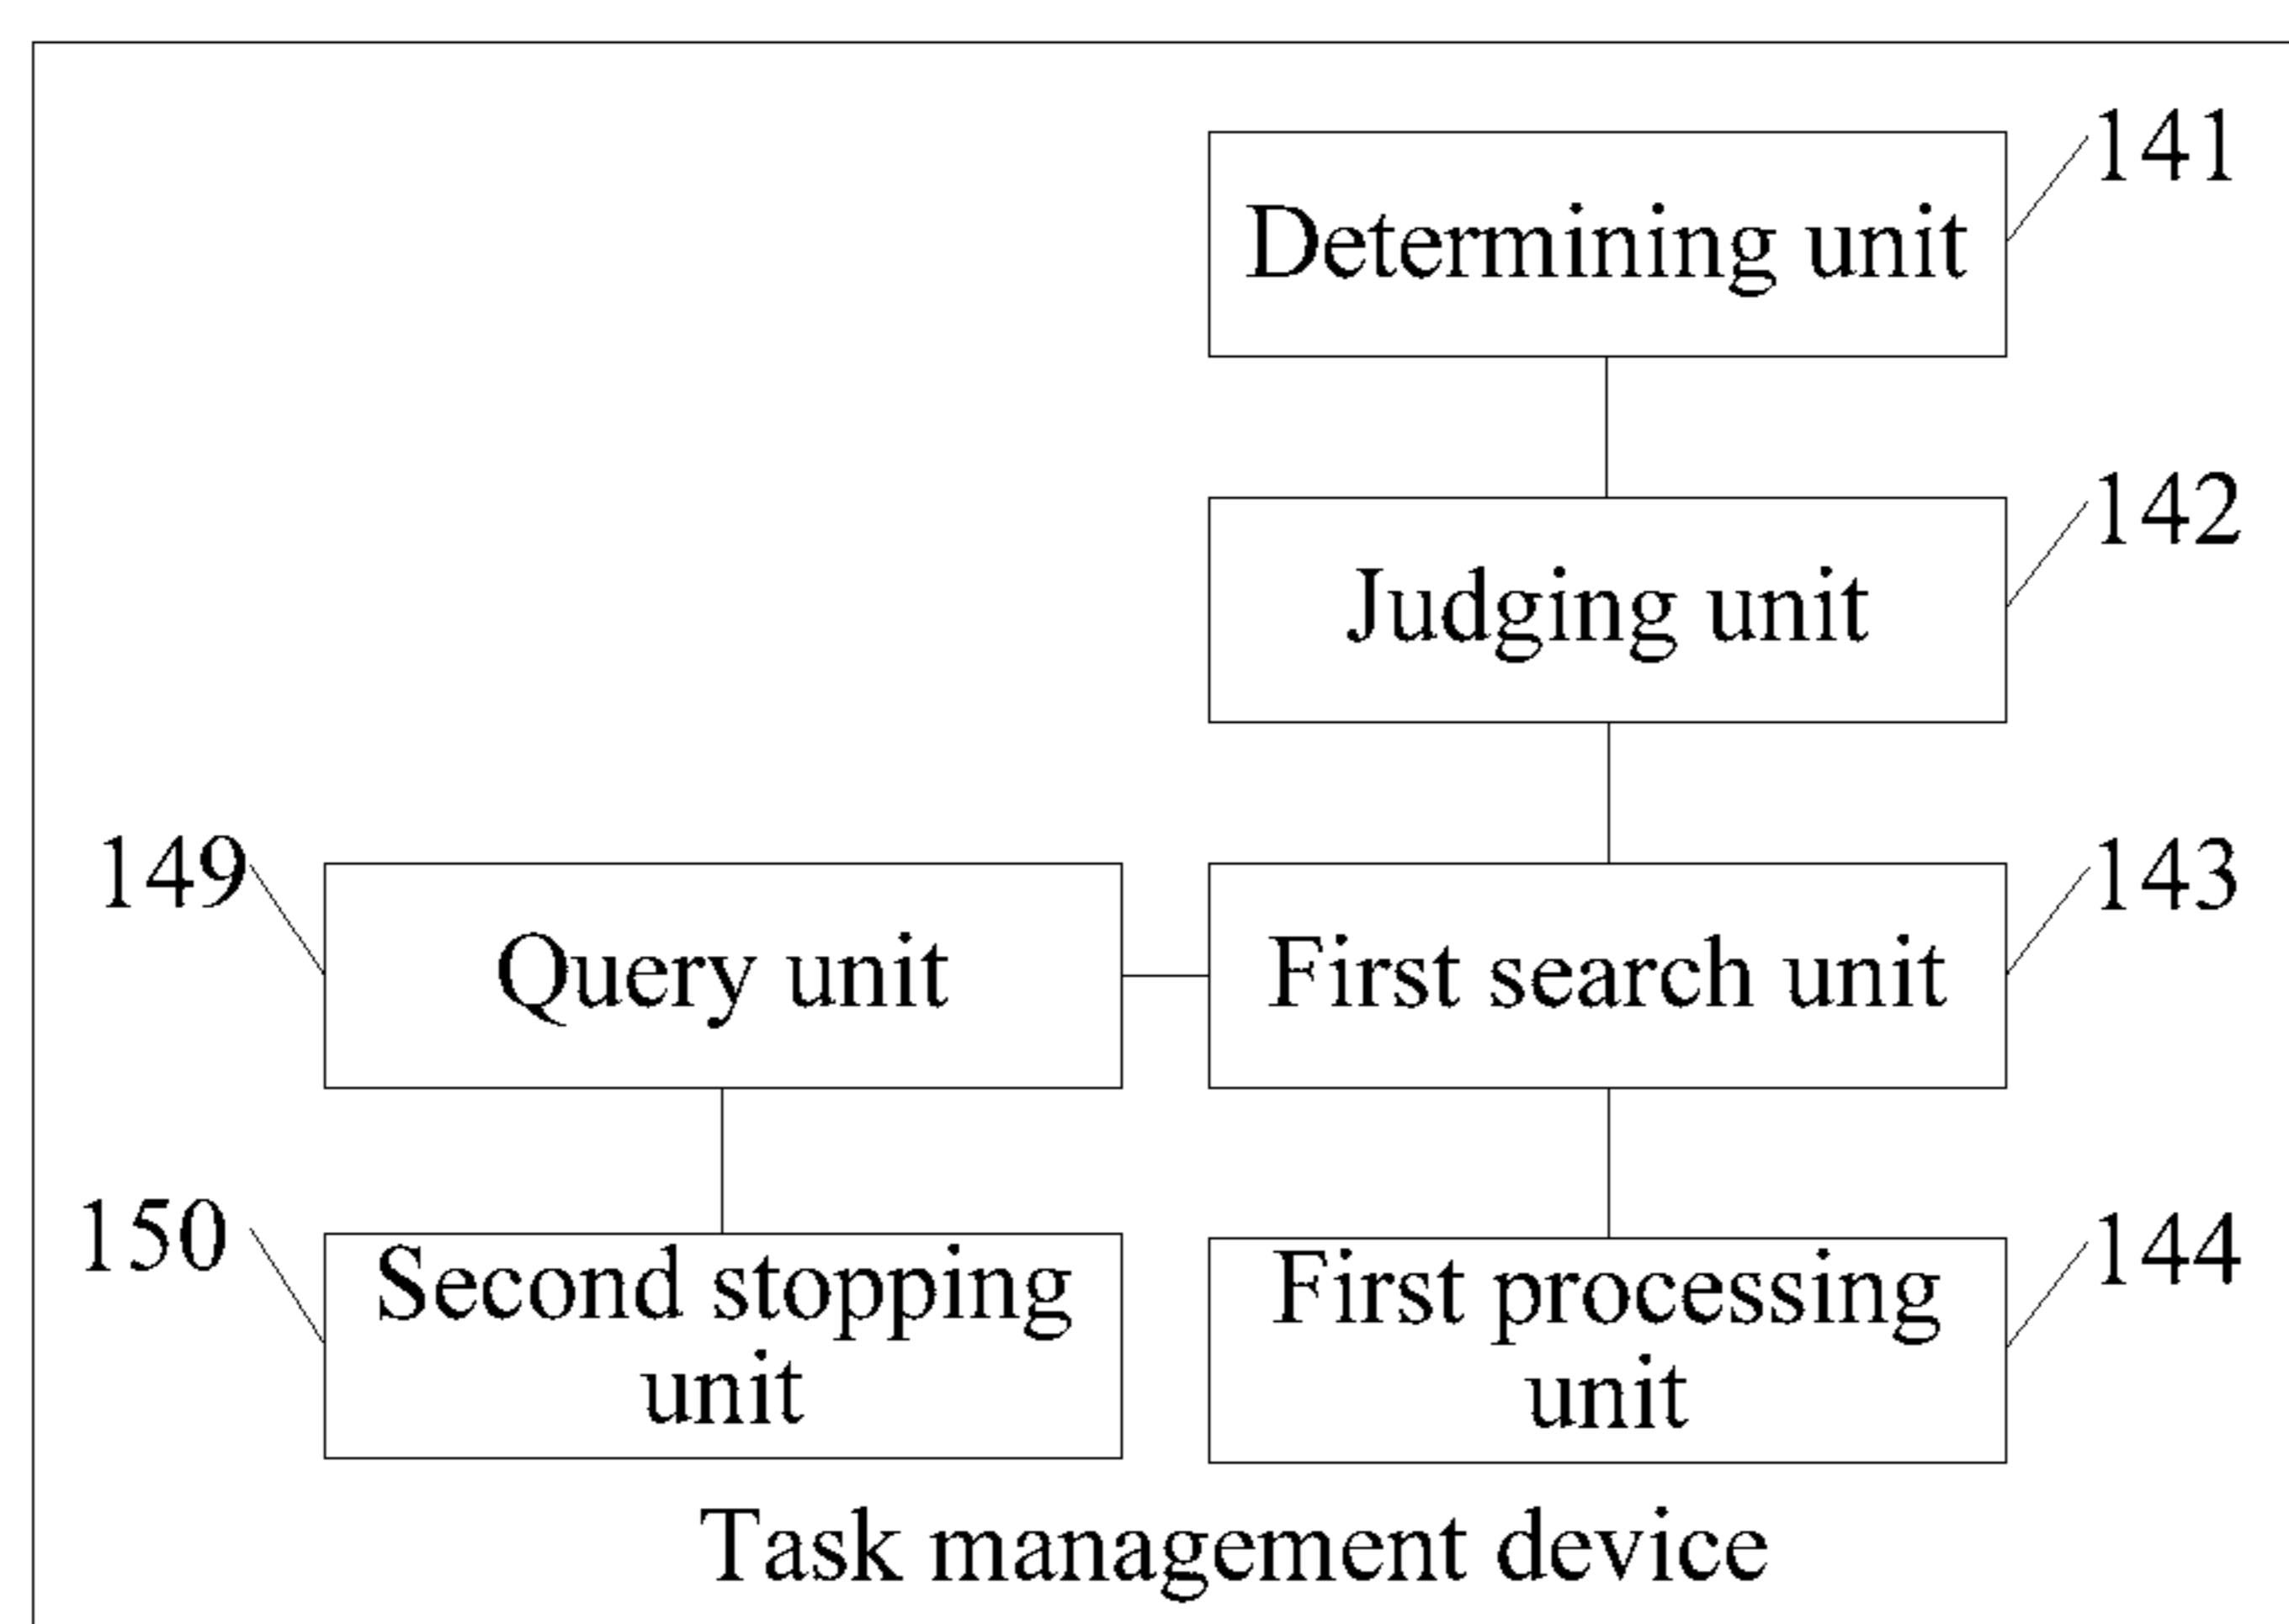 141
Determining unit
142
Judging unit
149
Query unit
First search unit
143
150
Second stopping
unit
First processing
unit
144
Task management device